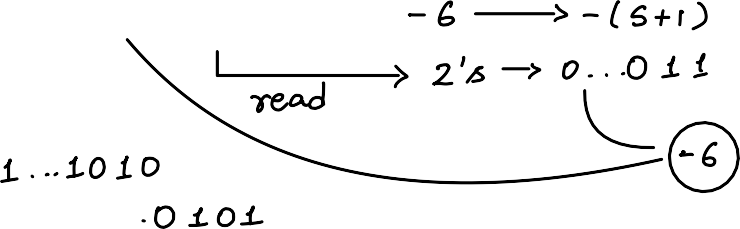 -6 → -(5+1)
read → 2's → 0...011
-6
1...1010
.0101